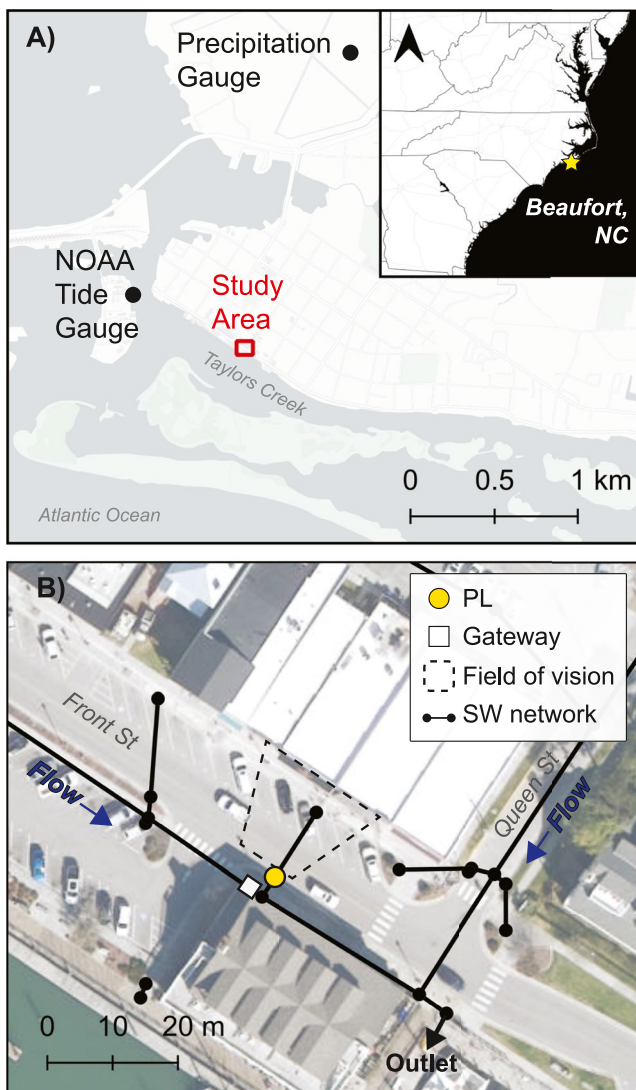 A)
Precipitation
Gauge
Beaufort,
NC
NOAA
Tide
Gauge
Study
Area
Taylors Creek
0 0.5 1 km
Atlantic Ocean
B)
PL
Gateway
Field of vision
SW network
Front St
Flow
Queen St
Flow
0 10 20 m
Outlet